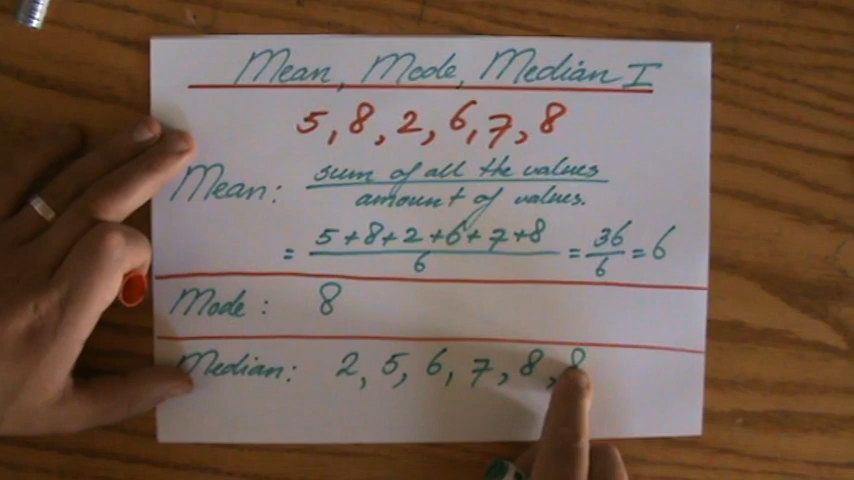 Mean, Mode, Median I
5, 8, 2, 6, 7, 8
Mean: sum of all the values
amount of values.
= 5+8+2+6+7+8 / 6 = 36 / 6 = 6
Mode: 8
Median: 2, 5, 6, 7, 8, 8